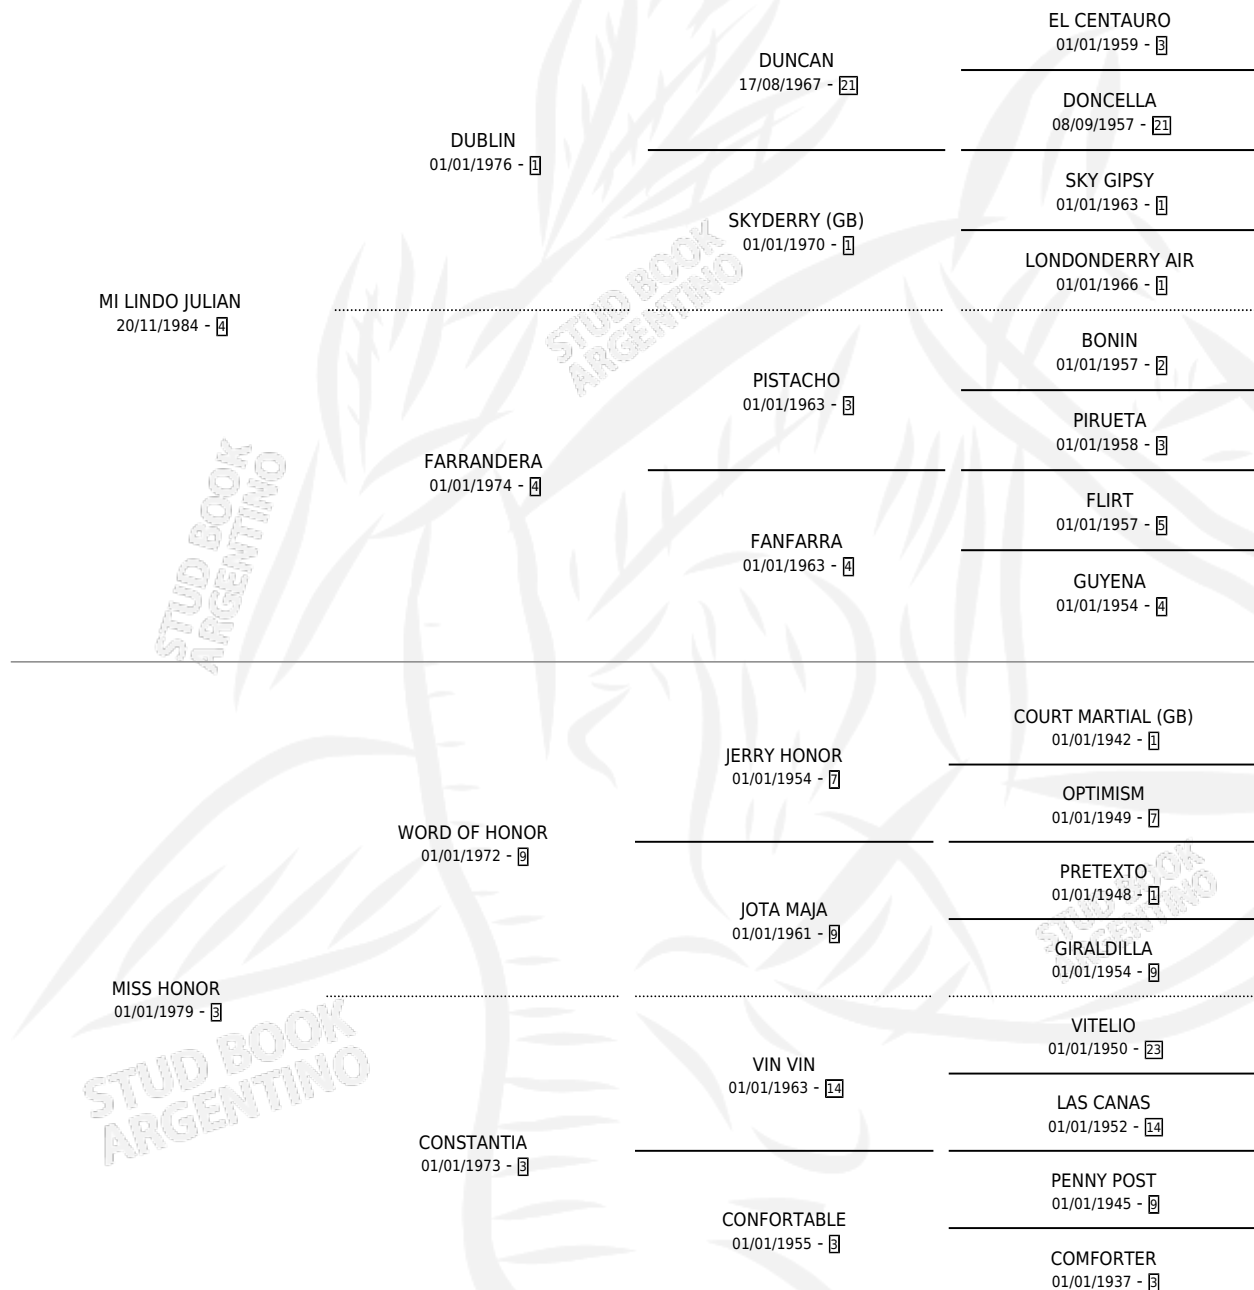 EL CENTAURO
01/01/1959 - 3
DUNCAN
17/08/1967 - 21
DONCELLA
08/09/1957 - 21
DUBLIN
01/01/1976 - 1
SKY GIPSY
01/01/1963 - 1
SKYDERRY (GB)
01/01/1970 - 1
LONDONDERRY AIR
01/01/1966 - 1
MI LINDO JULIAN
20/11/1984 - 4
BONIN
01/01/1957 - 2
PISTACHO
01/01/1963 - 3
PIRUETA
01/01/1958 - 3
FARRANDERA
01/01/1974 - 4
FLIRT
01/01/1957 - 5
FANFARRA
01/01/1963 - 4
GUYENA
01/01/1954 - 4
COURT MARTIAL (GB)
01/01/1942 - 1
JERRY HONOR
01/01/1954 - 7
OPTIMISM
01/01/1949 - 7
WORD OF HONOR
01/01/1972 - 9
PRETEXTO
01/01/1948 - 1
JOTA MAJA
01/01/1961 - 9
GIRALDILLA
01/01/1954 - 9
MISS HONOR
01/01/1979 - 3
VITELIO
01/01/1950 - 23
VIN VIN
01/01/1963 - 14
LAS CANAS
01/01/1952 - 14
CONSTANTIA
01/01/1973 - 3
PENNY POST
01/01/1945 - 9
CONFORTABLE
01/01/1955 - 3
COMFORTER
01/01/1937 - 3
STUD BOOK
ARGENTINO
STUD BOOK
ARGENTINO
STUD BOOK
ARGENTINO
STUD BOOK
ARGENTINO